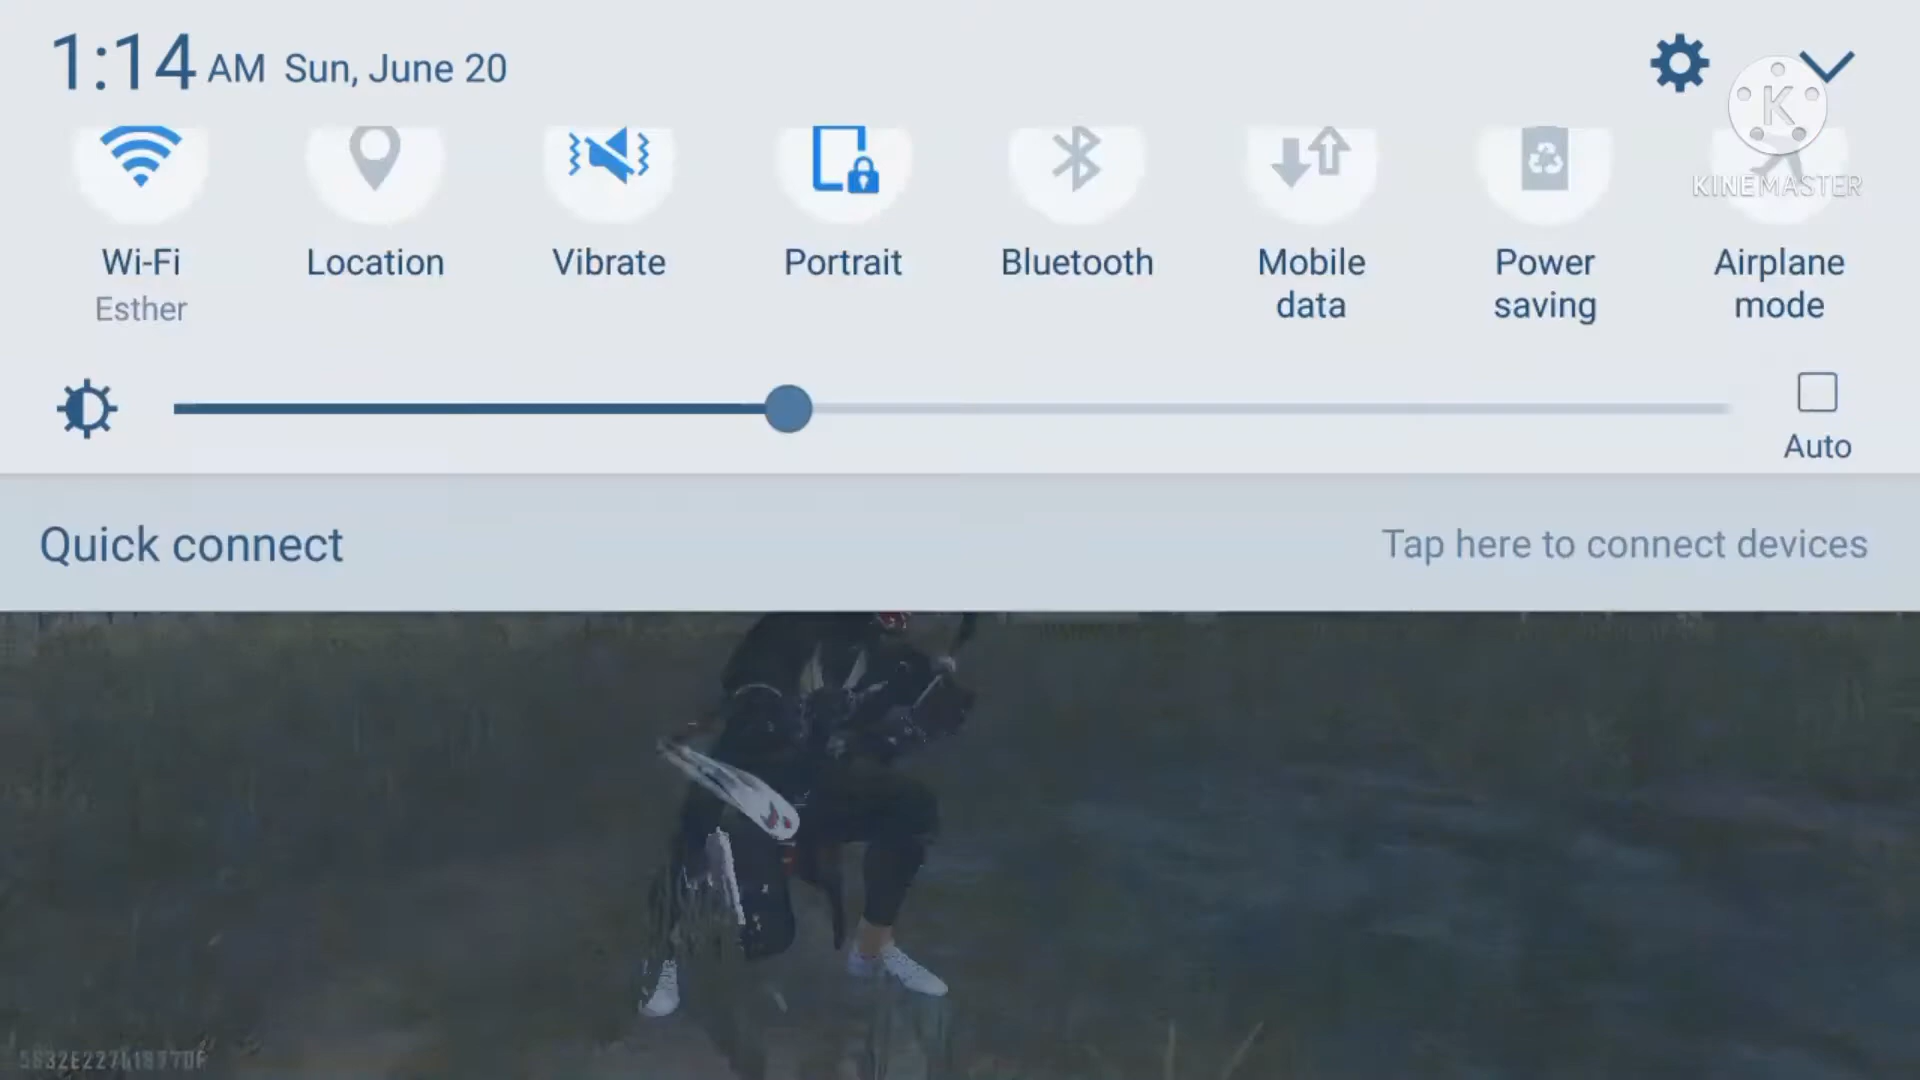 1:14 AM Sun, June 20
K
KINEMASTER
Wi-Fi
Esther
Location
Vibrate
Portrait
Bluetooth
Mobile
data
Power
saving
Airplane
mode
Auto
Quick connect
Tap here to connect devices